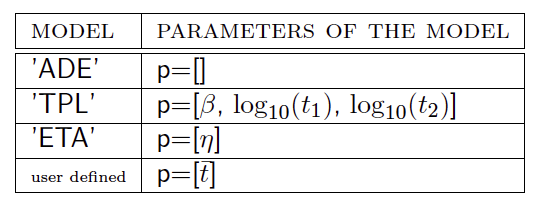 MODEL PARAMETERS OF THE MODEL
'ADE' p=[]
'TPL' p=[β, log₁₀(t₁), log₁₀(t₂)]
'ETA' p=[η]
user defined p=[t̄]